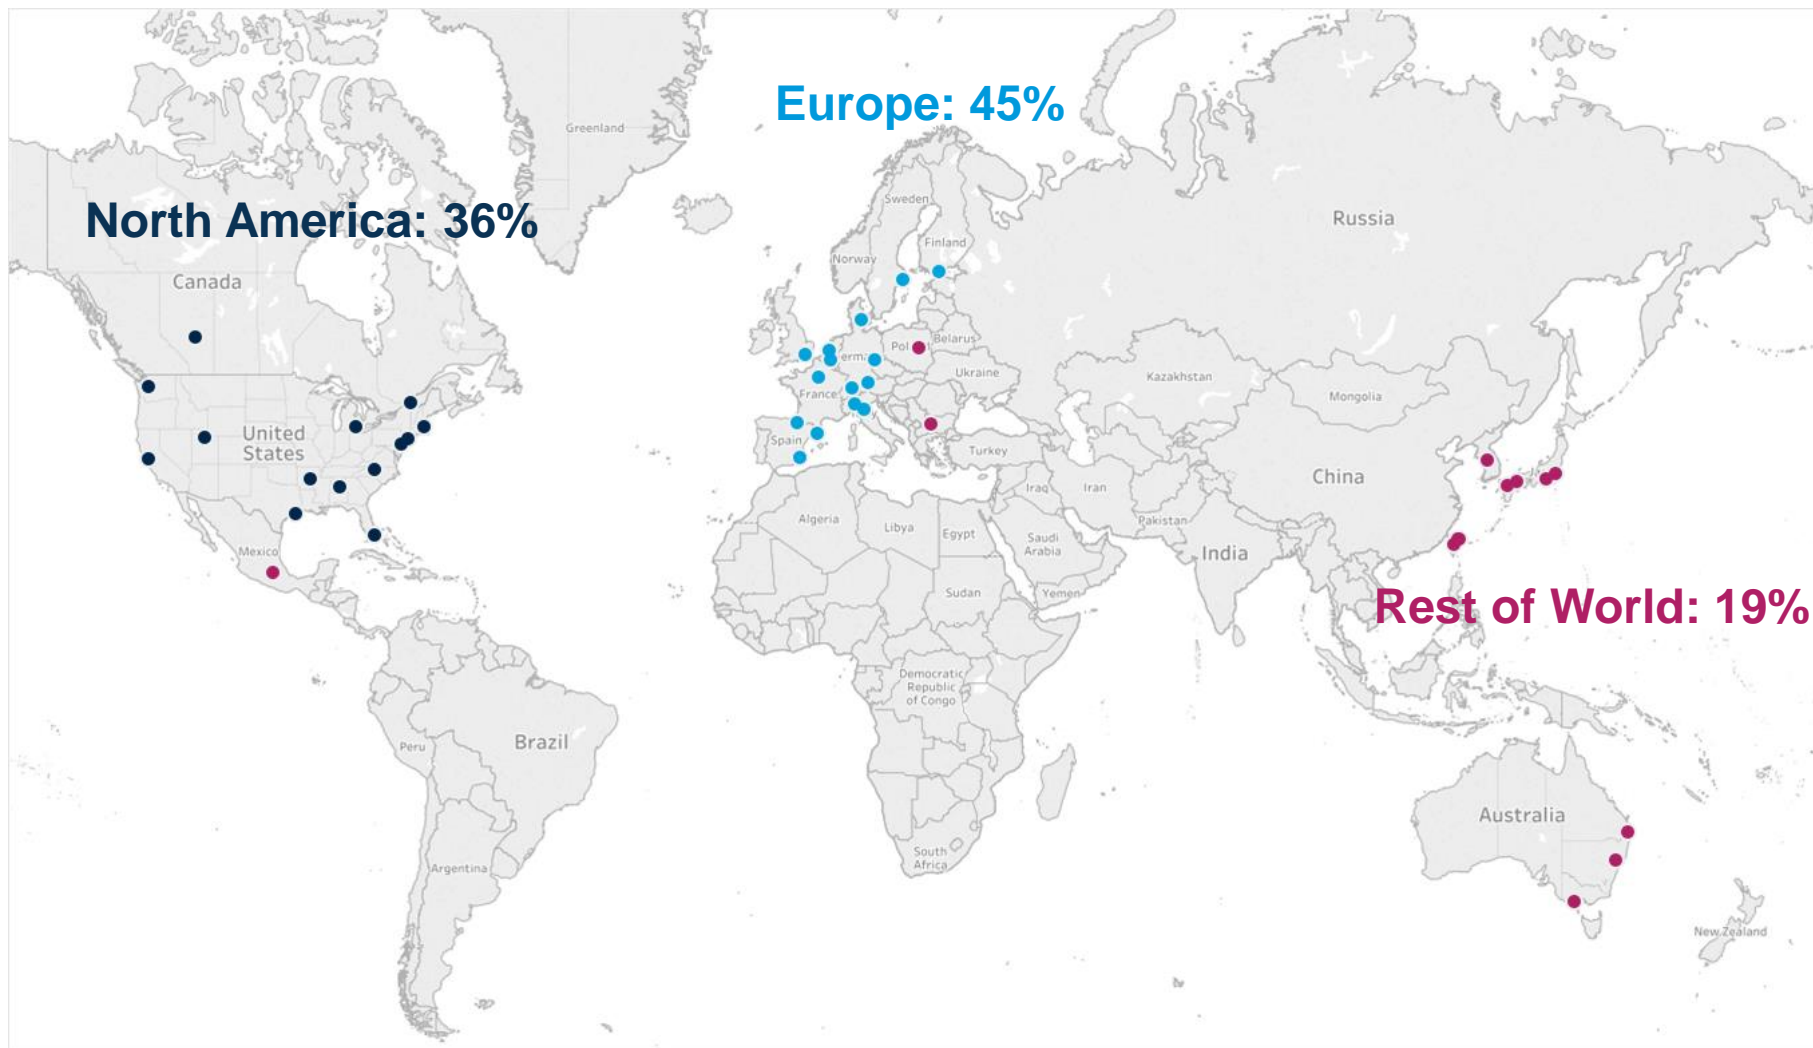 Europe: 45%
Greenland
North America: 36%
Sweden
Russia
Finland
Norway
Canada
Belarus
Ukraine
Kazakhstan
France
Mongolia
United
States
Spain
Turkey
China
Iraq
Iran
Algeria
Libya
Egypt
Pakistan
Saudi
Arabia
India
Mexico
Sudan
Yemen
Rest of World: 19%
Democratic
Republic
of Congo
Peru
Brazil
Australia
South
Africa
Argentina
New Zealand